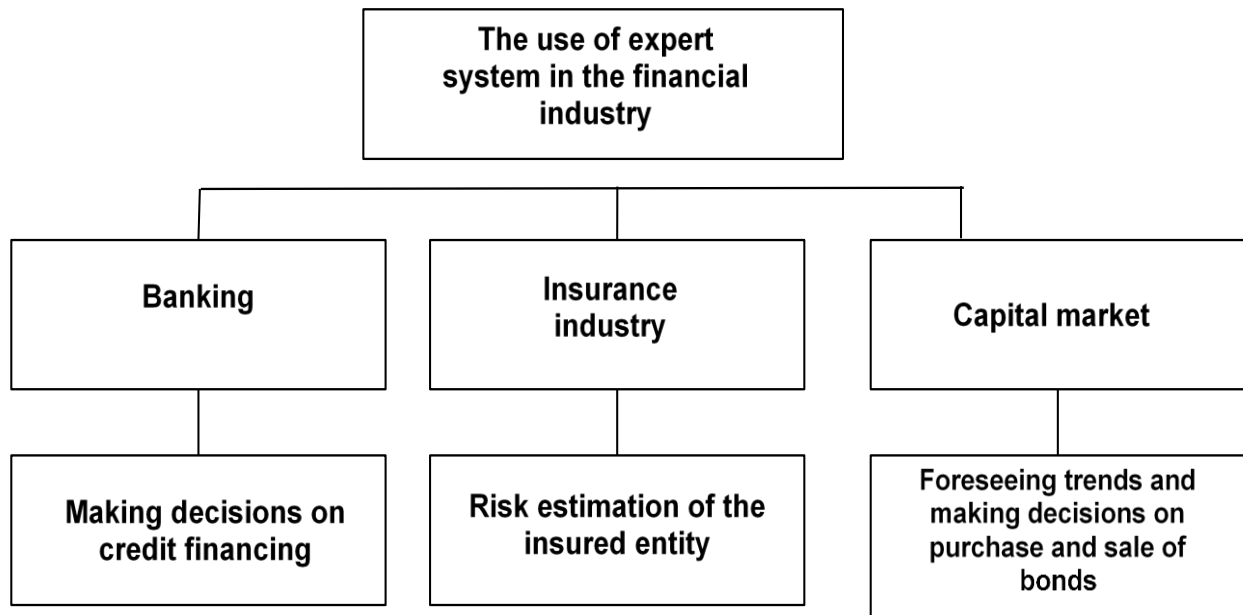 The use of expert
system in the financial
industry
Banking
Insurance
industry
Capital market
Making decisions on
credit financing
Risk estimation of the
insured entity
Foreseeing trends and
making decisions on
purchase and sale of
bonds